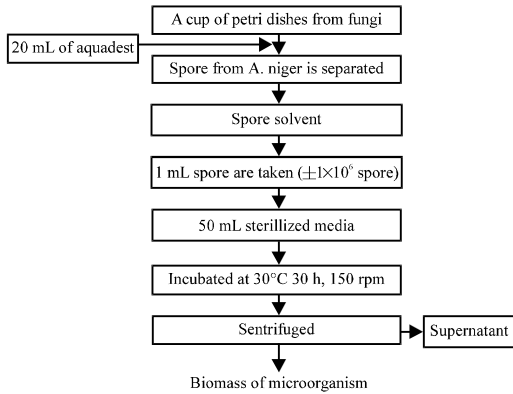 A cup of petri dishes from fungi
20 mL of aquadest
Spore from A. niger is separated
Spore solvent
1 mL spore are taken (±1×10⁶ spore)
50 mL sterillized media
Incubated at 30°C 30 h, 150 rpm
Sentrifuged
Supernatant
Biomass of microorganism